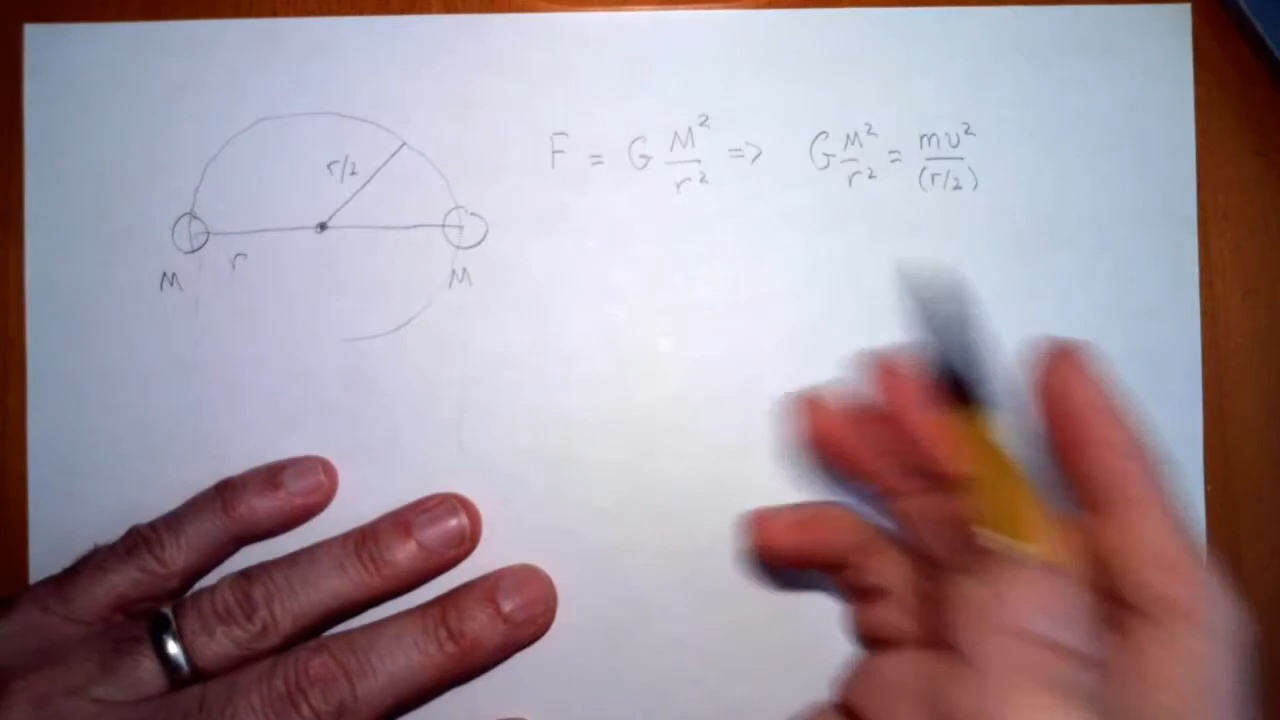 r/2
r
M
M
F = G M²/r² => G M²/r² = mv²/(r/2)